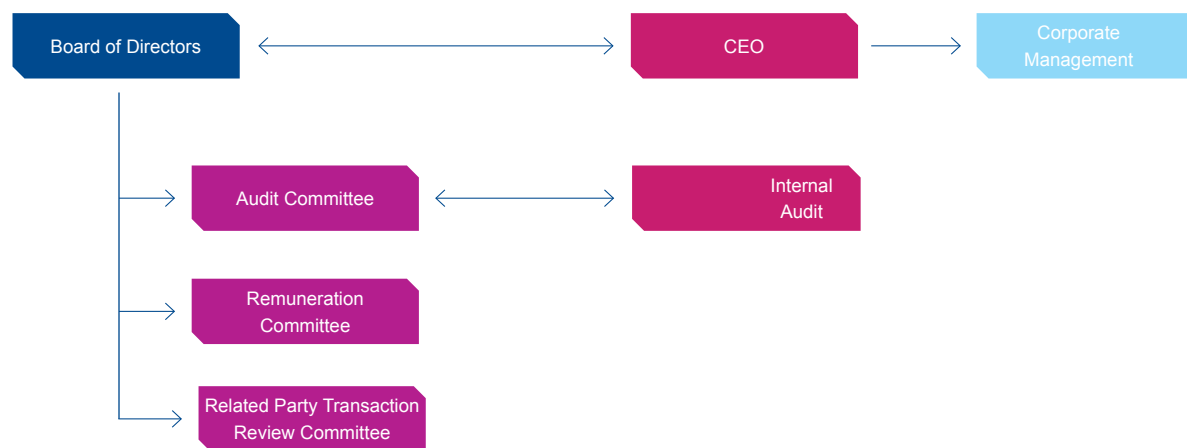 Board of Directors
CEO
Corporate
Management
Audit Committee
Internal
Audit
Remuneration
Committee
Related Party Transaction
Review Committee